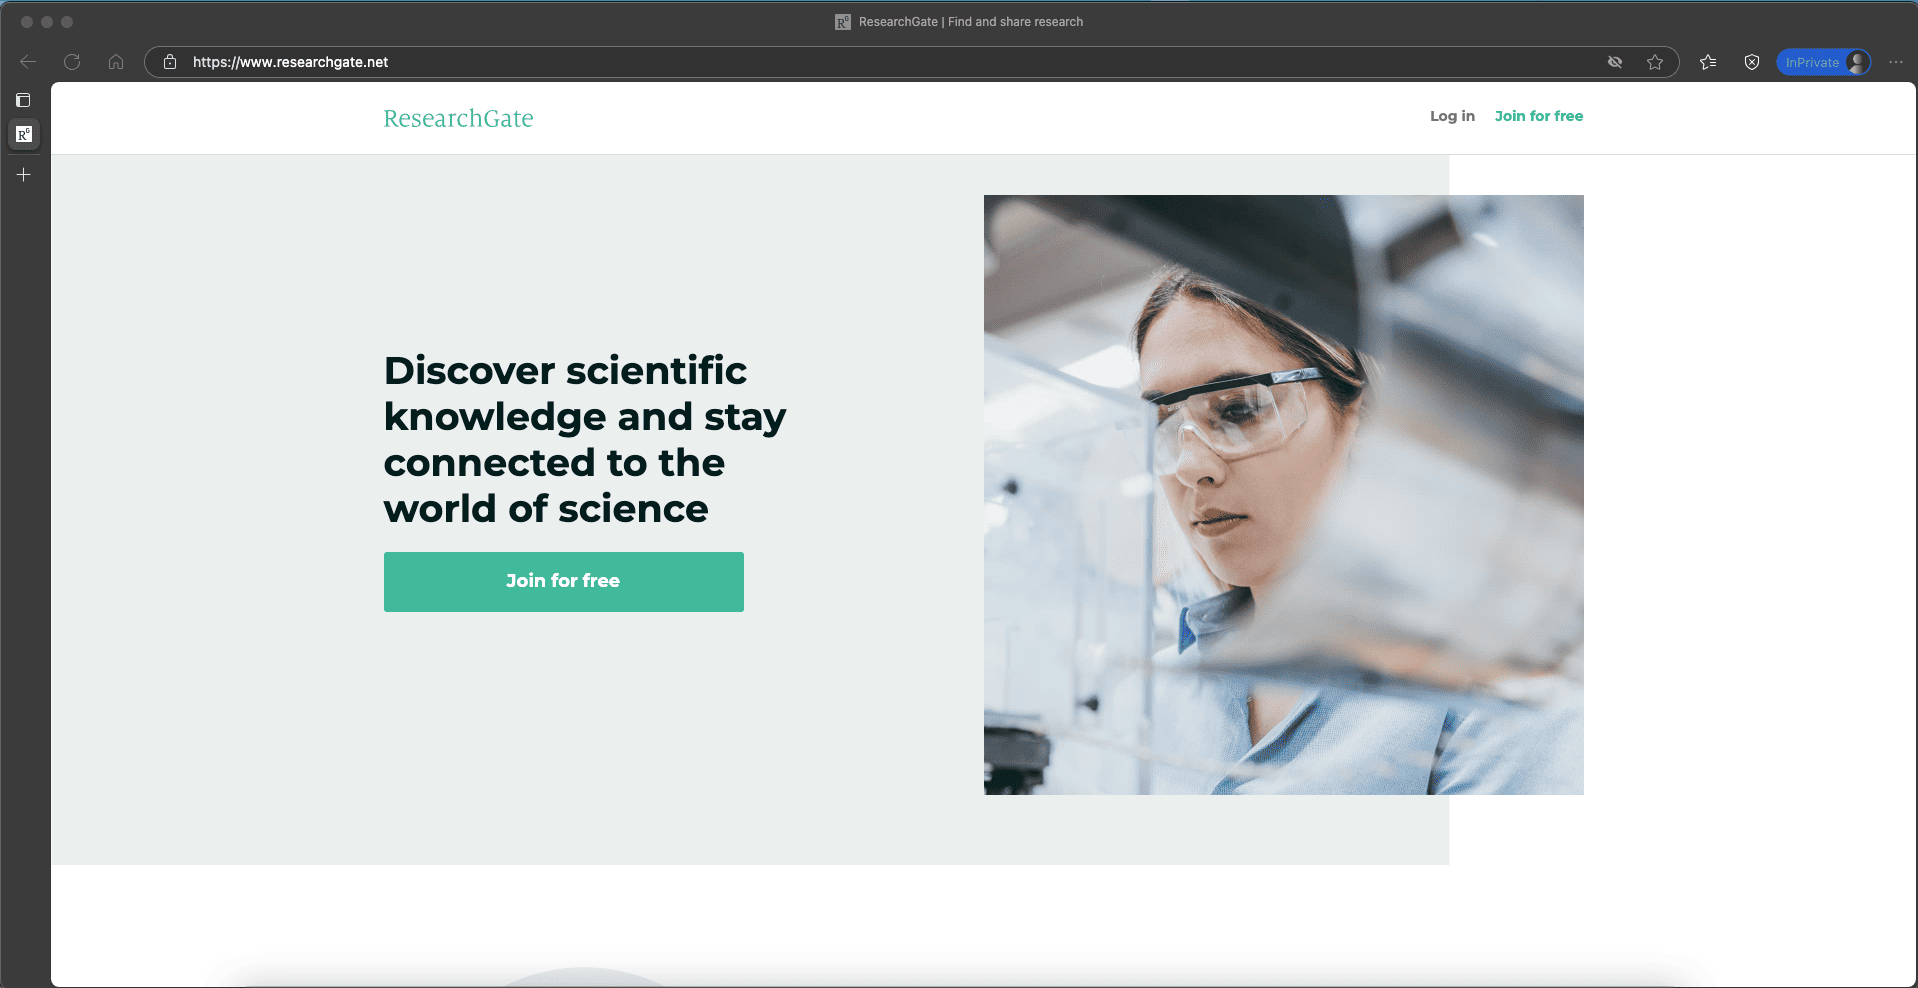 ResearchGate | Find and share research
https://www.researchgate.net
InPrivate
ResearchGate
Log in
Join for free
Discover scientific
knowledge and stay
connected to the
world of science
Join for free